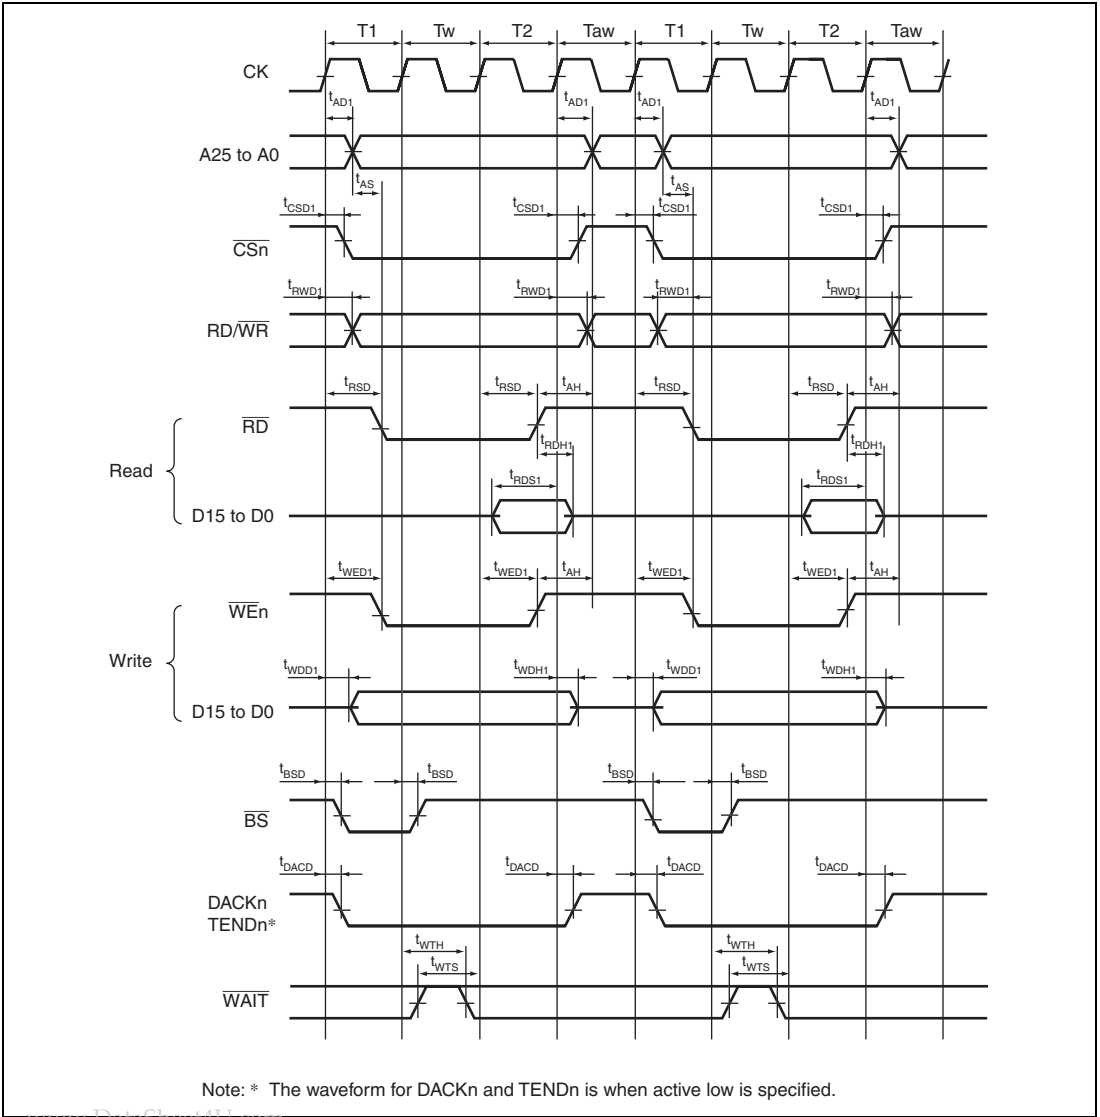 T1 Tw T2 Taw T1 Tw T2 Taw
CK
tAD1 tAD1 tAD1 tAD1
A25 to A0
tAS tAS
tCSD1 tCSD1 tCSD1 tCSD1
CSn
tRWD1 tRWD1 tRWD1 tRWD1
RD/WR
tRSD tRSD tAH tRSD tRSD tAH
RD
tRDH1 tRDH1
Read
tRDS1 tRDS1
D15 to D0
tWED1 tWED1 tAH tWED1 tWED1 tAH
WEn
Write
tWDD1 tWDH1 tWDD1 tWDH1
D15 to D0
tBSD tBSD tBSD tBSD
BS
tDACD tDACD tDACD tDACD
DACKn
TENDn*
tWTH tWTH
tWTS tWTS
WAIT
Note: * The waveform for DACKn and TENDn is when active low is specified.
www.DataSheet4U.com